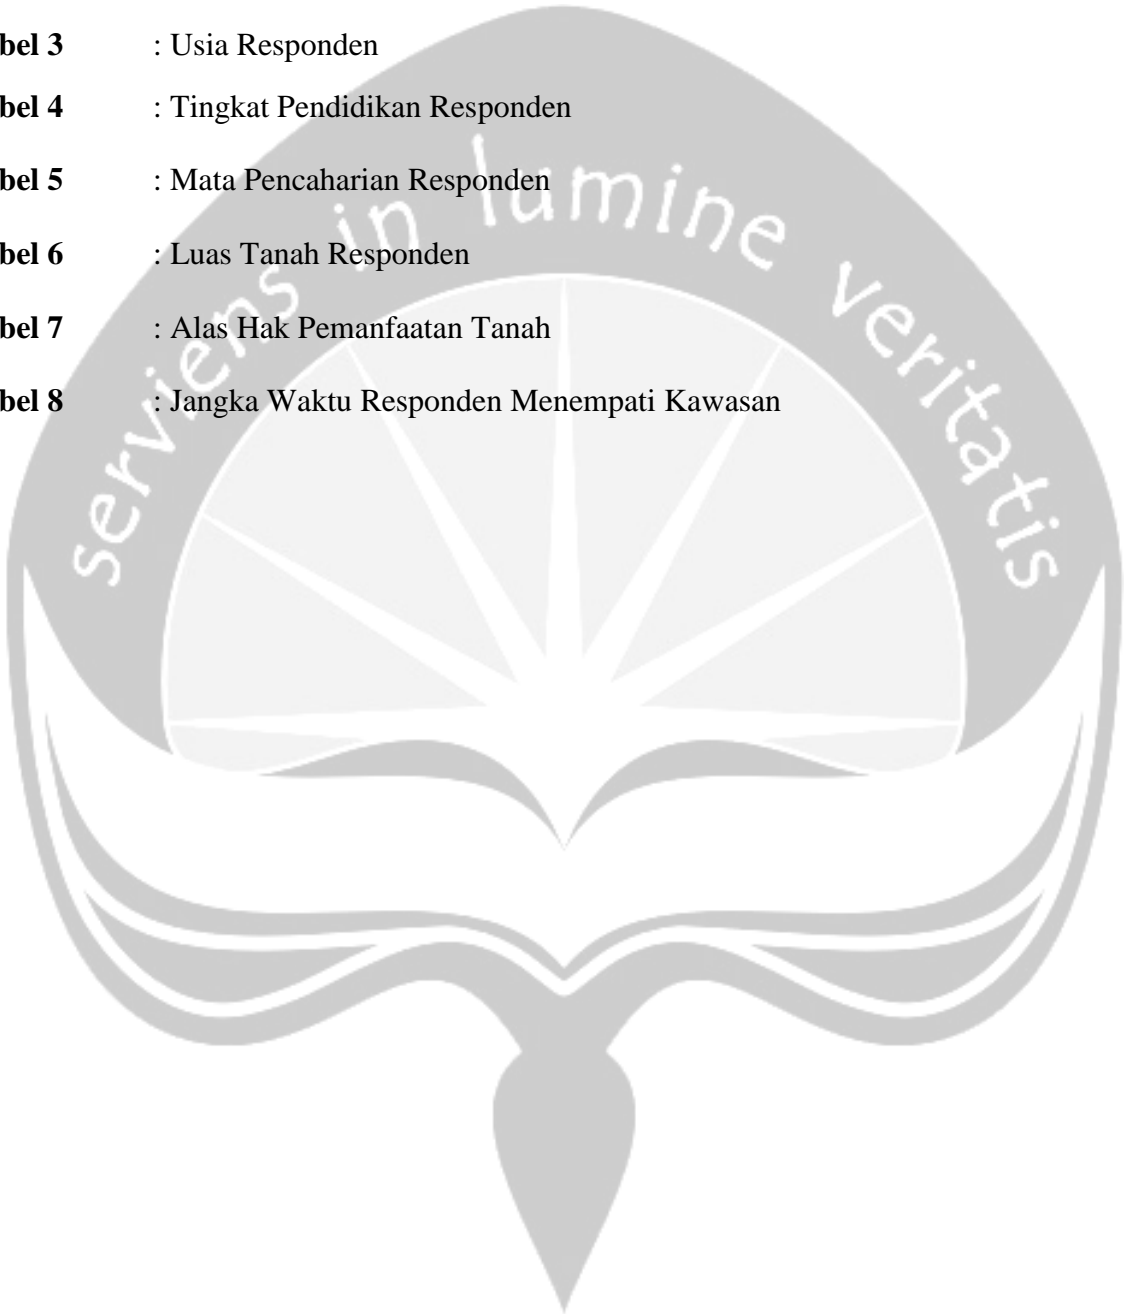 bel 3 : Usia Responden
bel 4 : Tingkat Pendidikan Responden
bel 5 : Mata Pencaharian Responden
bel 6 : Luas Tanah Responden
bel 7 : Alas Hak Pemanfaatan Tanah
bel 8 : Jangka Waktu Responden Menempati Kawasan
serviens in lumine veritatis